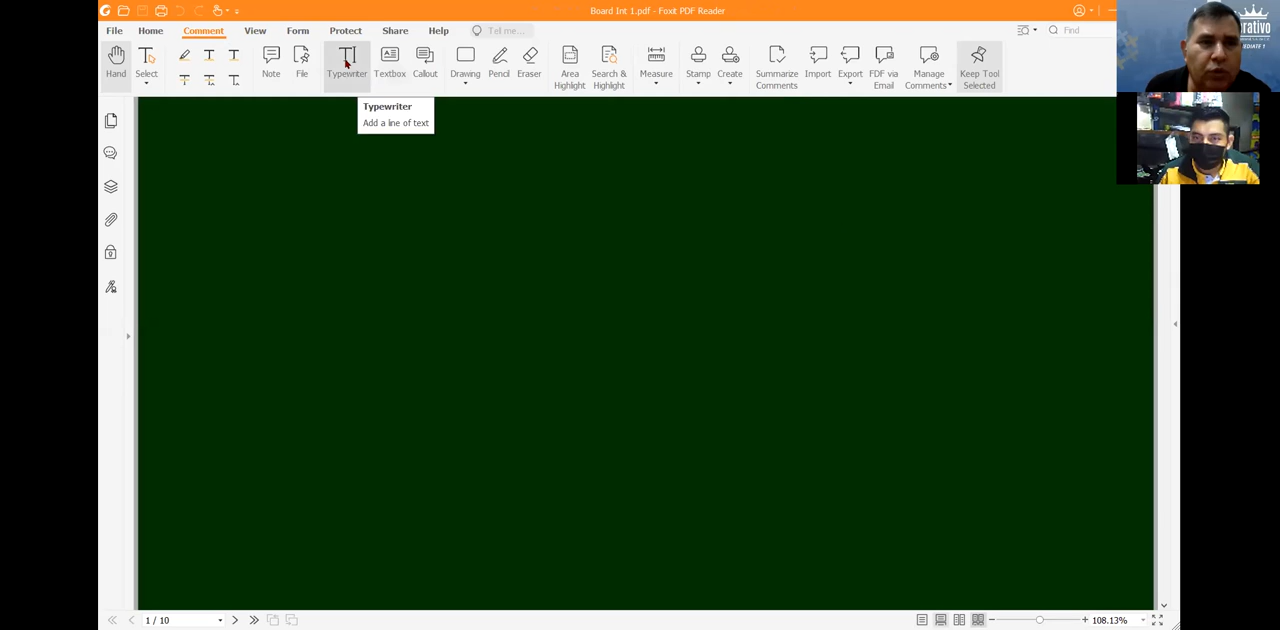 Board Int 1.pdf - Foxit PDF Reader
File Home Comment View Form Protect Share Help Tell me... Find
Hand Select Note File Typewriter Textbox Callout Drawing Pencil Eraser Area Highlight Search & Highlight Measure Stamp Create Summarize Comments Import Export FDF via Email Manage Comments Keep Tool Selected
Typewriter
Add a line of text
1 / 10
108.13%